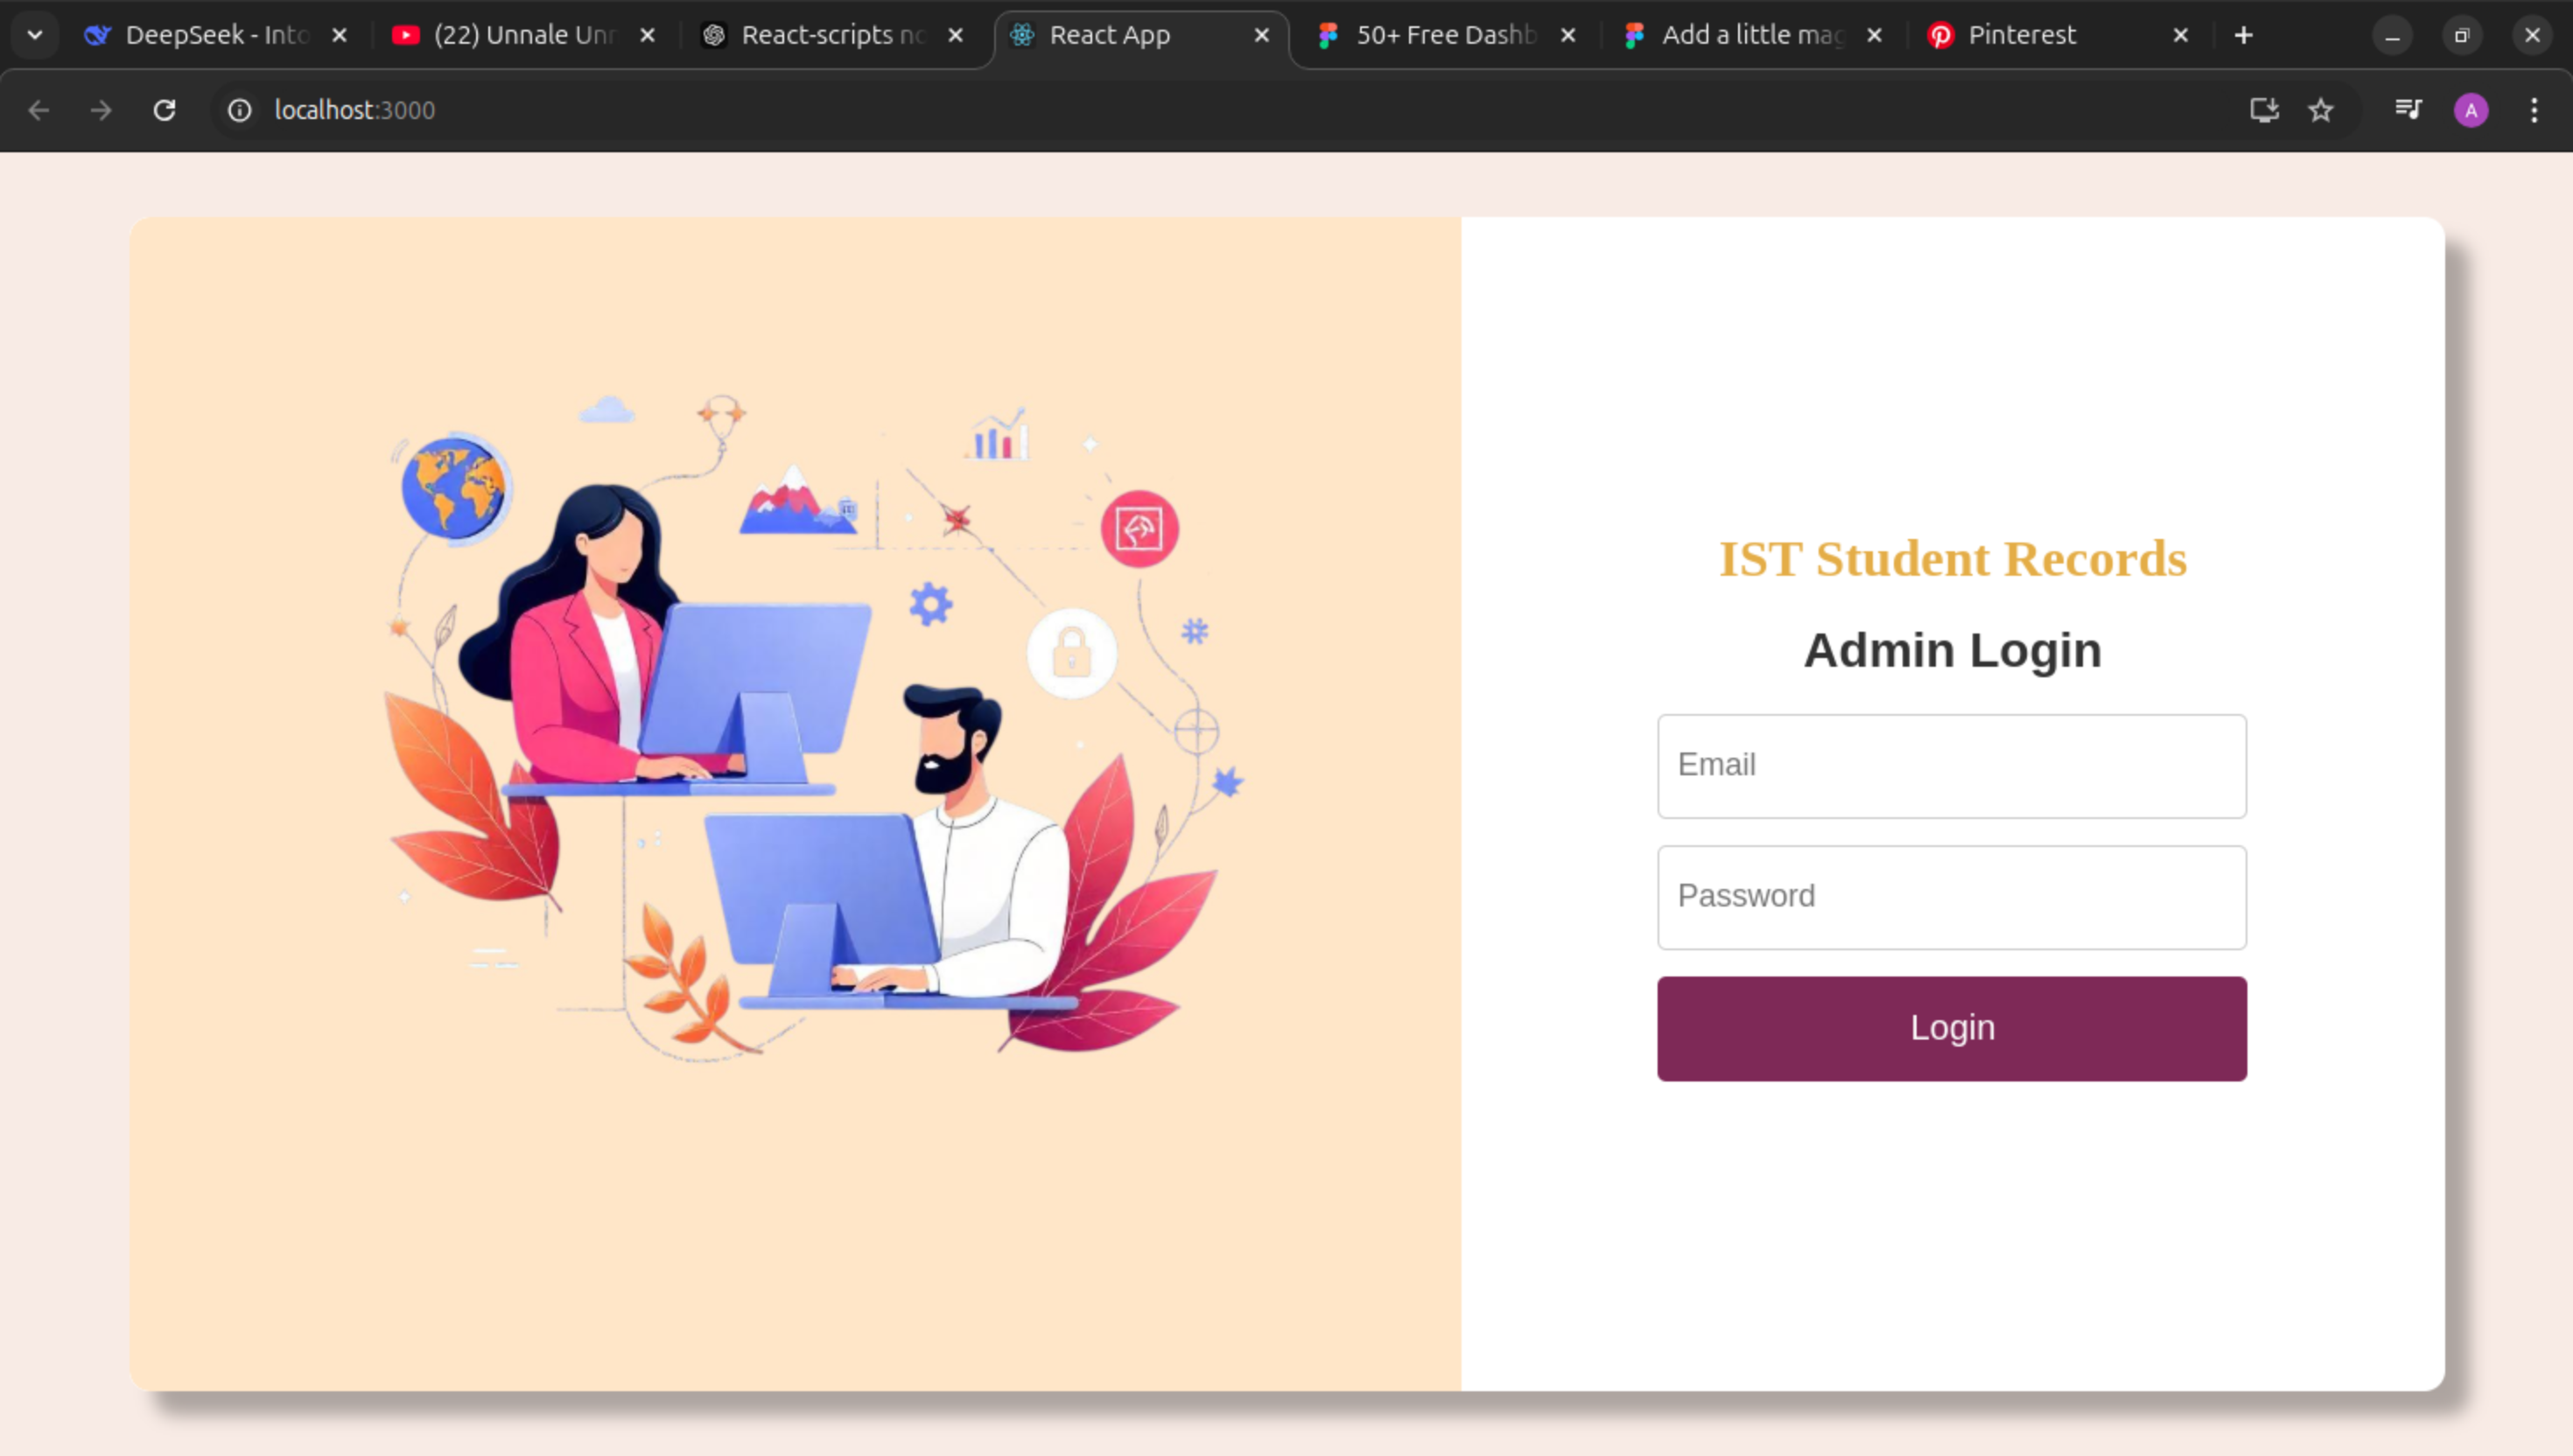 DeepSeek - Into
(22) Unnale Unn
React-scripts no
React App
50+ Free Dashb
Add a little mag
Pinterest
localhost:3000
A
IST Student Records
Admin Login
Email
Password
Login